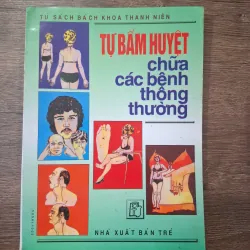 TỦ SÁCH BÁCH KHOA THANH NIÊN
TỰ BẤM HUYỆT
chữa
các bệnh
thông
thường
NHÀ XUẤT BẢN TRẺ